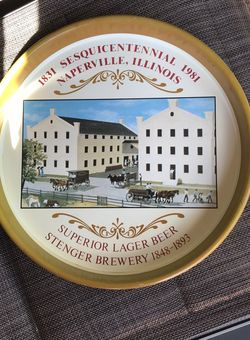 1831 SESQUICENTENNIAL 1981
NAPERVILLE, ILLINOIS
SUPERIOR LAGER BEER
STENGER BREWERY 1848-1893